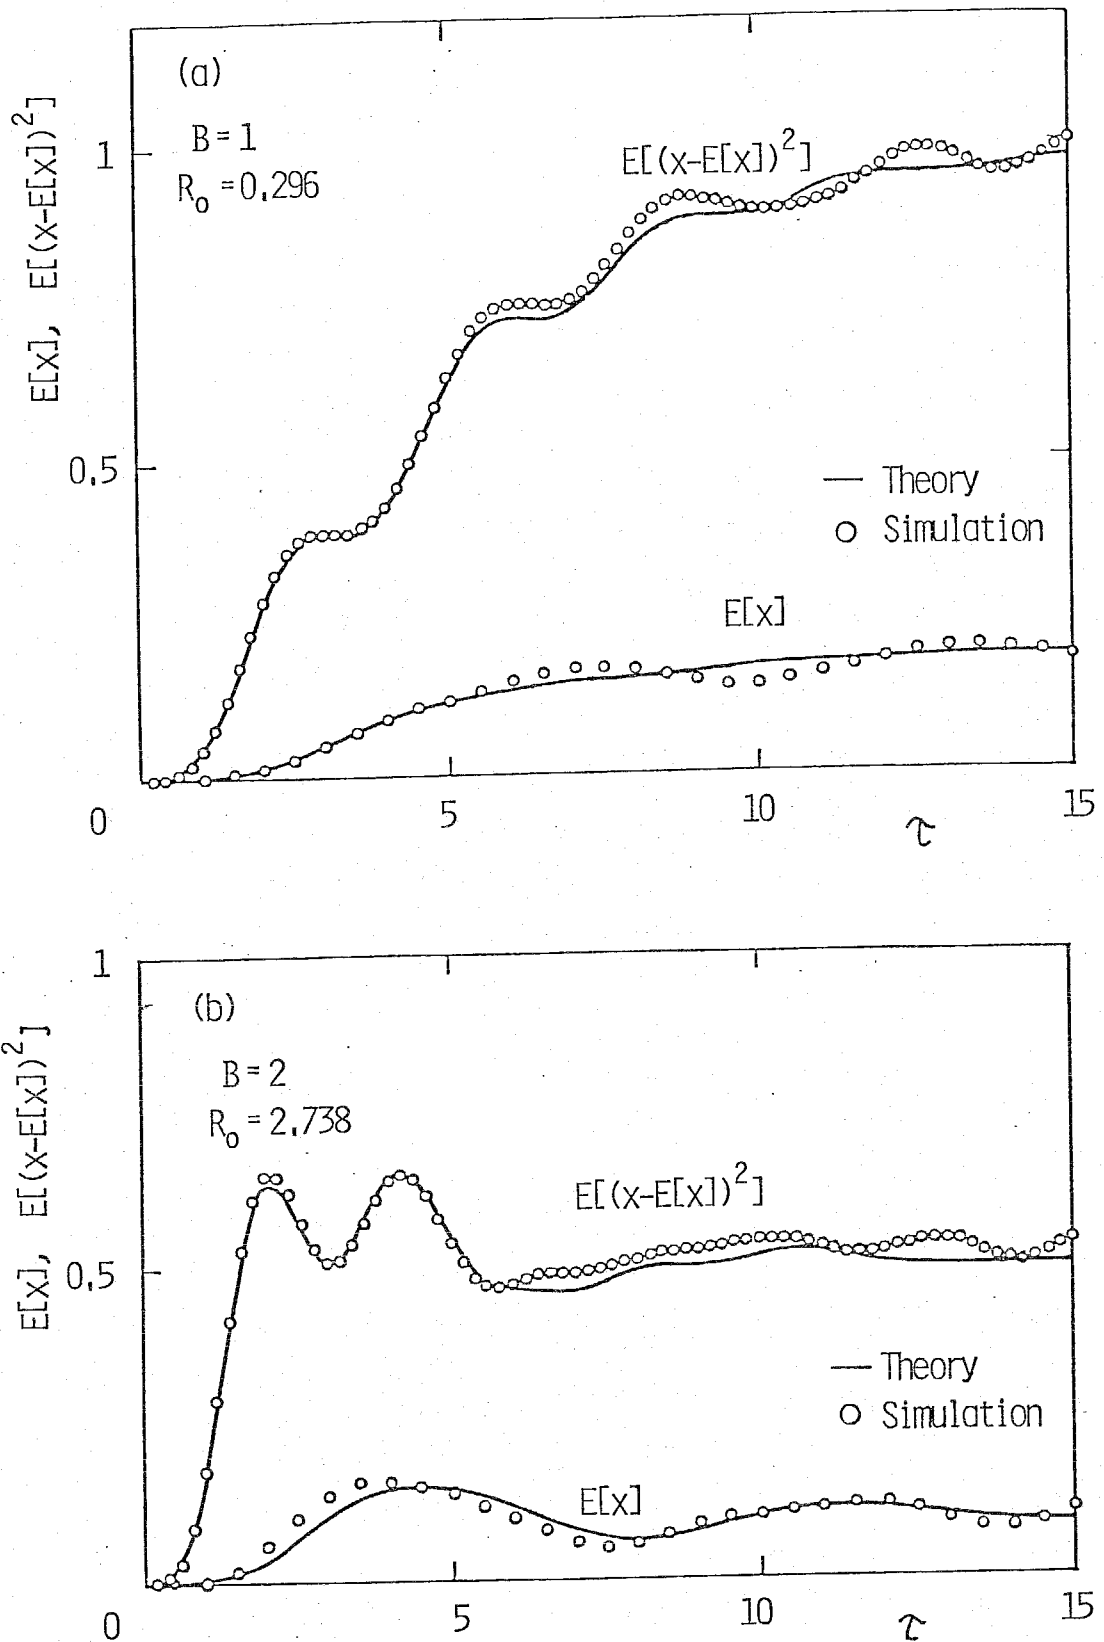 (a)
B=1
R₀=0.296
E[x], E[(x-E[x])²]
1
0.5
0
E[(x-E[x])²]
Theory
Simulation
E[x]
5
10
15
τ
(b)
B=2
R₀=2.738
E[x], E[(x-E[x])²]
1
0.5
0
E[(x-E[x])²]
Theory
Simulation
E[x]
5
10
15
τ